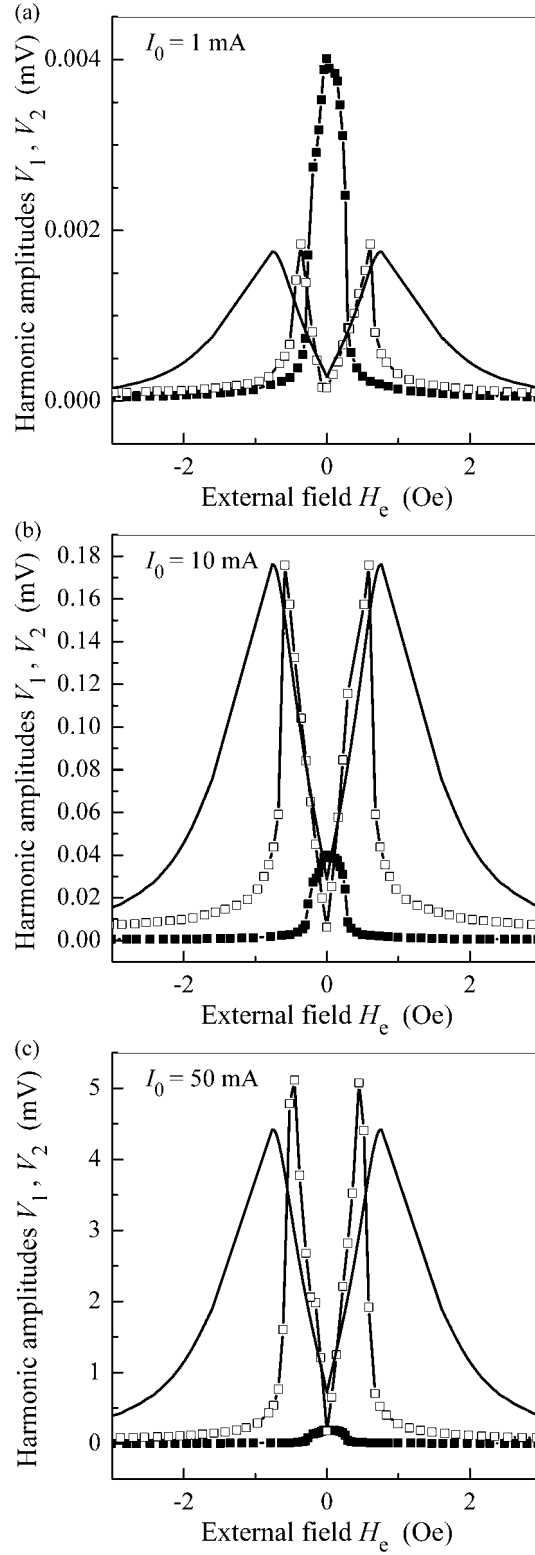 (a)
I₀ = 1 mA
Harmonic amplitudes V₁ , V₂ (mV)
0.004
0.002
0.000
-2
0
2
External field Hₑ (Oe)
(b)
I₀ = 10 mA
Harmonic amplitudes V₁ , V₂ (mV)
0.18
0.16
0.14
0.12
0.10
0.08
0.06
0.04
0.02
0.00
-2
0
2
External field Hₑ (Oe)
(c)
I₀ = 50 mA
Harmonic amplitudes V₁ , V₂ (mV)
5
4
3
2
1
0
-2
0
2
External field Hₑ (Oe)